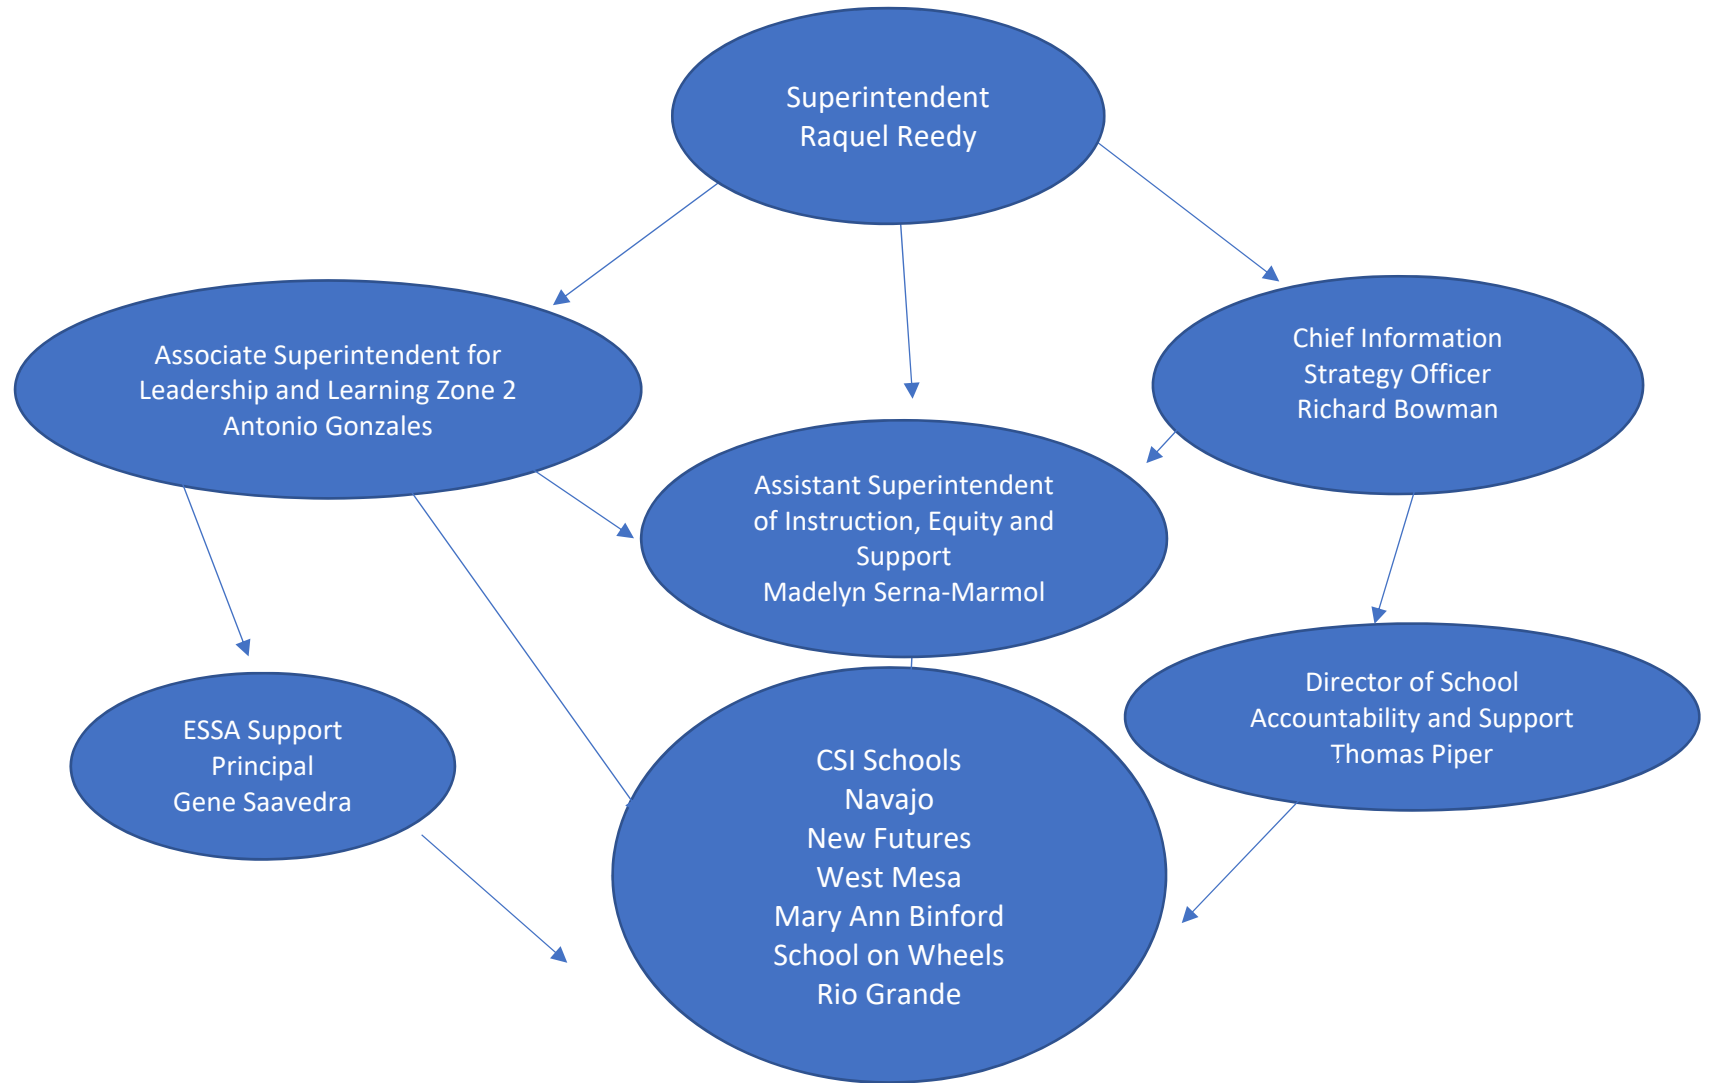 Superintendent
Raquel Reedy
Associate Superintendent for
Leadership and Learning Zone 2
Antonio Gonzales
Chief Information
Strategy Officer
Richard Bowman
Assistant Superintendent
of Instruction, Equity and
Support
Madelyn Serna-Marmol
ESSA Support
Principal
Gene Saavedra
CSI Schools
Navajo
New Futures
West Mesa
Mary Ann Binford
School on Wheels
Rio Grande
Director of School
Accountability and Support
Thomas Piper